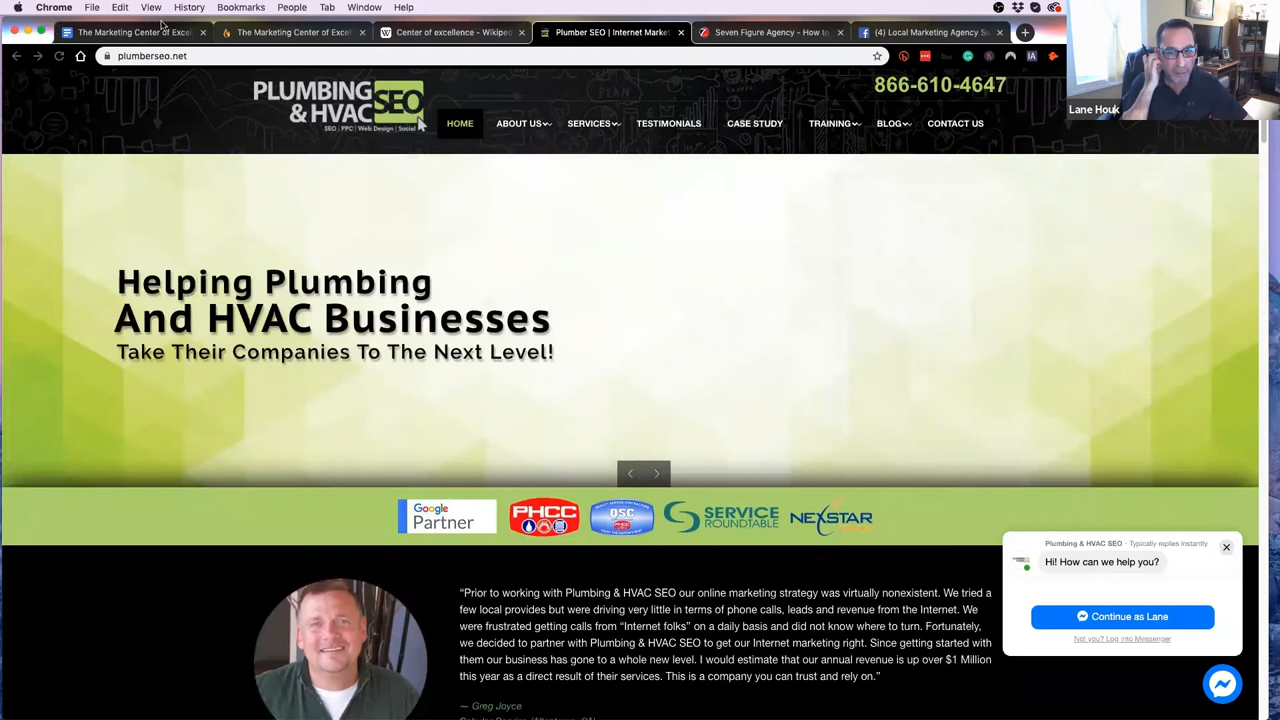 Chrome File Edit View History Bookmarks People Tab Window Help
The Marketing Center of Excel
The Marketing Center of Excel
Center of excellence - Wikipe
Plumber SEO | Internet Market
Seven Figure Agency - How to
(4) Local Marketing Agency S
plumberseo.net
Lane Houk
PLUMBING
& HVAC SEO
SEO | PPC | Web Design | Social
866-610-4647
HOME ABOUT US SERVICES TESTIMONIALS CASE STUDY TRAINING BLOG CONTACT US
Helping Plumbing
And HVAC Businesses
Take Their Companies To The Next Level!
Google
Partner
PHCC
QSC
PHCC
SERVICE
ROUNDTABLE
NEXSTAR
Plumbing & HVAC SEO · Typically replies instantly
Hi! How can we help you?
Continue as Lane
Not you? Log into Messenger
“Prior to working with Plumbing & HVAC SEO our online marketing strategy was virtually nonexistent. We tried a
few local provides but were driving very little in terms of phone calls, leads and revenue from the Internet. We
were frustrated getting calls from “Internet folks” on a daily basis and did not know where to turn. Fortunately,
we decided to partner with Plumbing & HVAC SEO to get our Internet marketing right. Since getting started with
them our business has gone to a whole new level. I would estimate that our annual revenue is up over $1 Million
this year as a direct result of their services. This is a company you can trust and rely on.”
— Greg Joyce